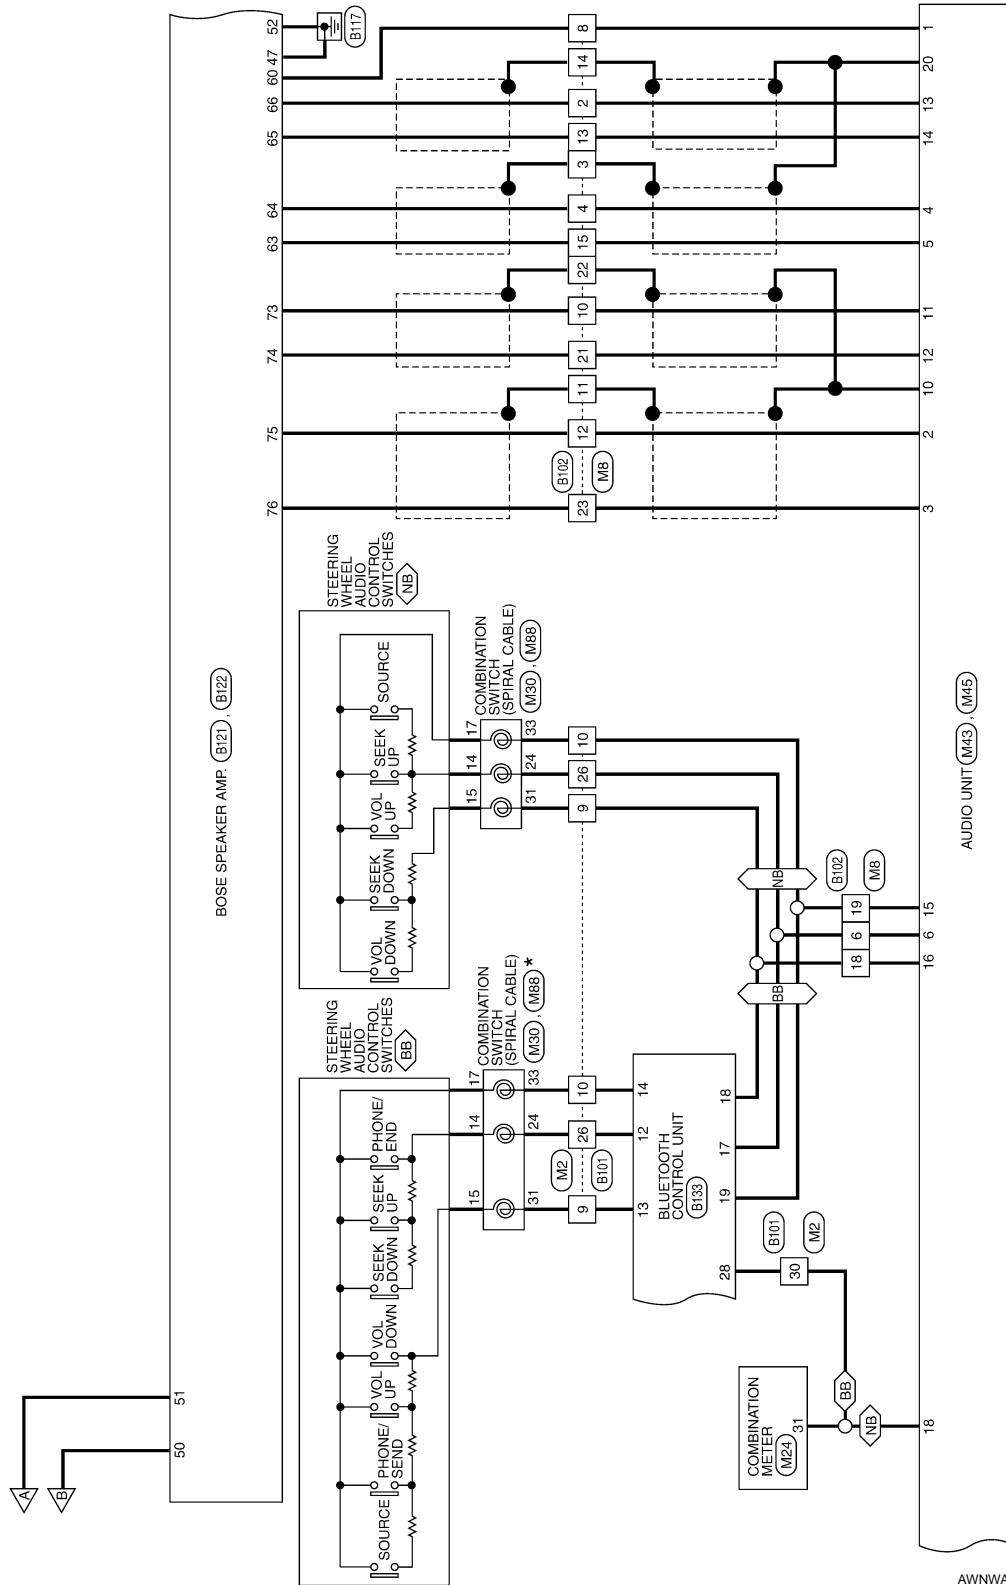 A
B
51
50
BOSE SPEAKER AMP. B121 , B122
52
47
60
66
65
64
63
73
74
75
76
B117
8
14
2
13
3
4
15
22
10
21
11
12
23
B102
M8
1
20
13
14
4
5
11
12
10
2
3
STEERING
WHEEL
AUDIO
CONTROL
SWITCHES
NB
VOL
DOWN
SEEK
DOWN
VOL
UP
SEEK
UP
SOURCE
COMBINATION
SWITCH
(SPIRAL CABLE)
M30 , M88
15
14
17
31
24
33
9
26
10
STEERING
WHEEL
AUDIO
CONTROL
SWITCHES
BB
SOURCE
PHONE/
SEND
VOL
UP
VOL
DOWN
SEEK
DOWN
SEEK
UP
PHONE/
END
COMBINATION
SWITCH
(SPIRAL CABLE)
M30 , M88 *
15
14
17
31
24
33
9
26
10
M2
B101
13
12
14
BLUETOOTH
CONTROL UNIT
B133
28
19
17
18
BB
NB
B102
M8
18
6
19
16
6
15
B101
M2
30
COMBINATION
METER
M24
31
BB
NB
18
AUDIO UNIT M43 , M45
AWNWA